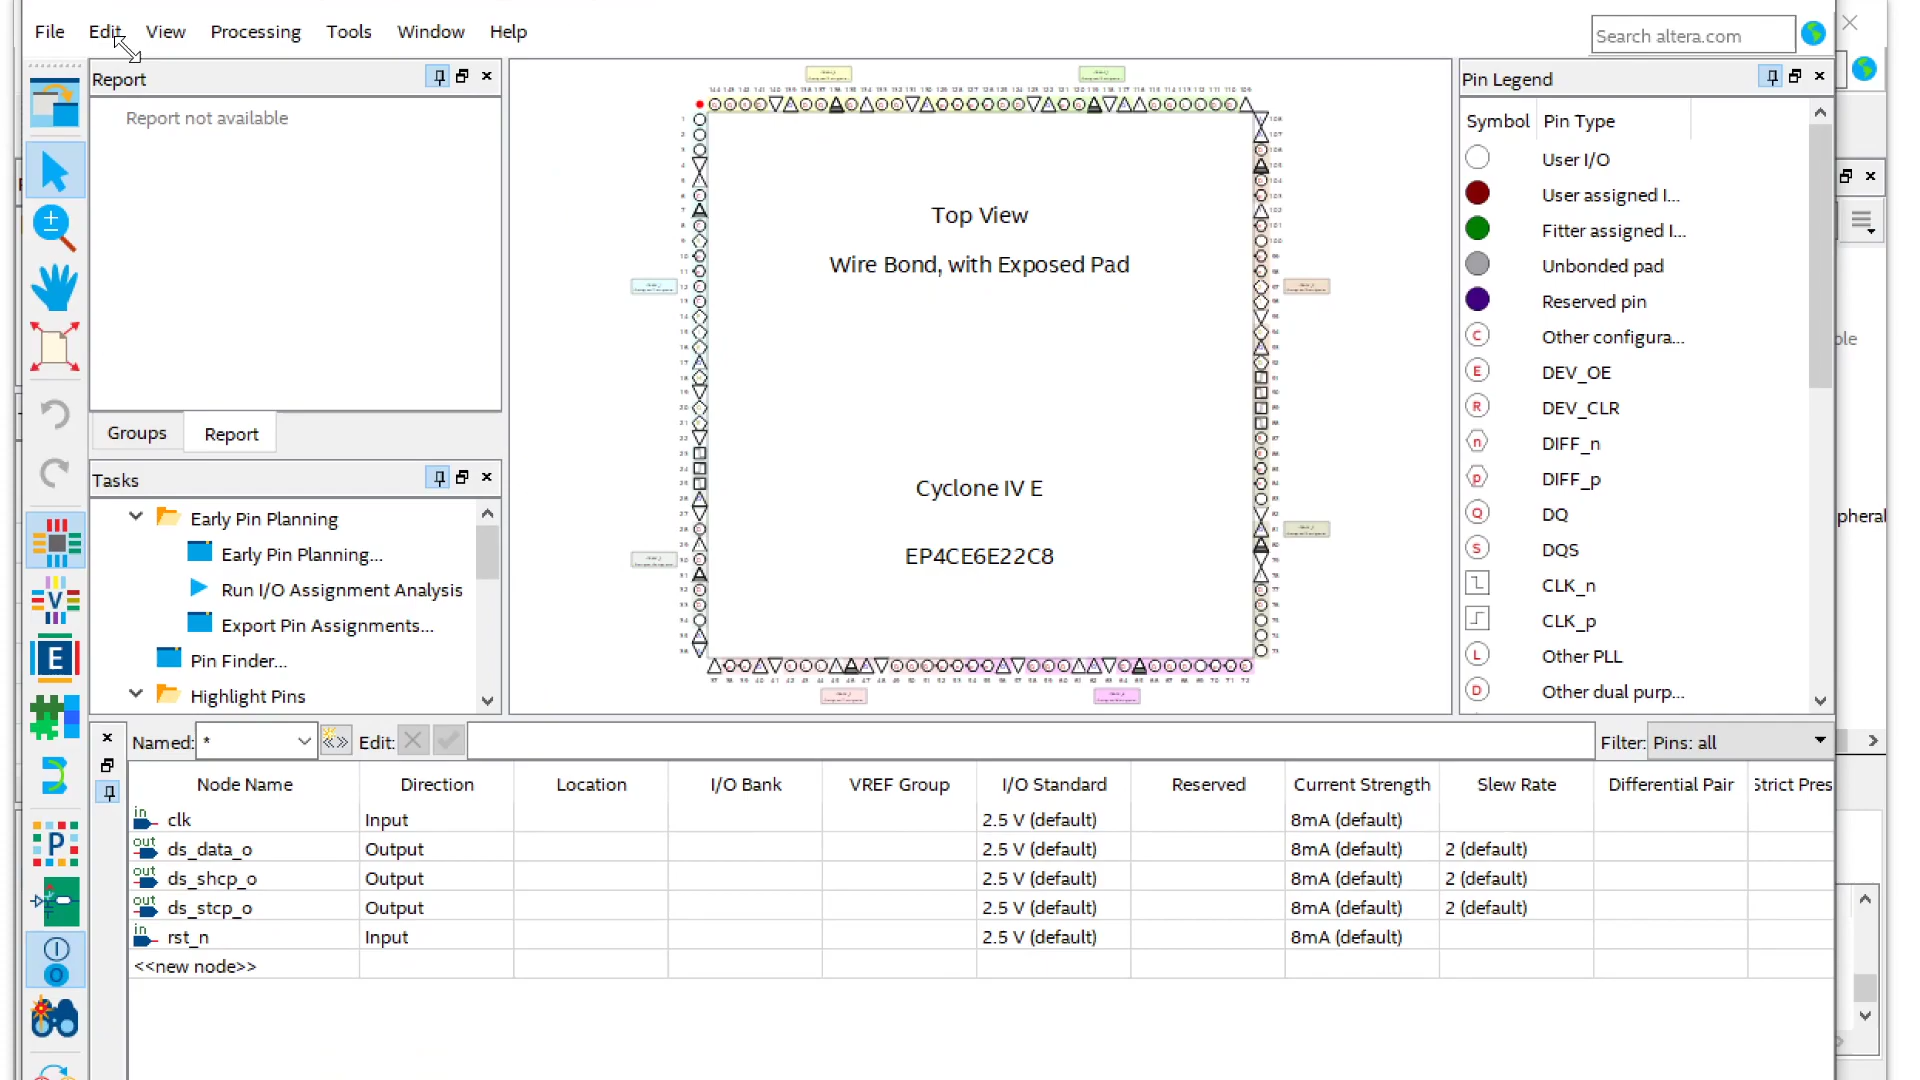 File Edit View Processing Tools Window Help
Search altera.com
Report
Report not available
Groups Report
Tasks
Early Pin Planning
Early Pin Planning...
Run I/O Assignment Analysis
Export Pin Assignments...
Pin Finder...
Highlight Pins
Top View
Wire Bond, with Exposed Pad
Cyclone IV E
EP4CE6E22C8
Pin Legend
Symbol Pin Type
User I/O
User assigned I...
Fitter assigned I...
Unbonded pad
Reserved pin
C Other configura...
E DEV_OE
R DEV_CLR
n DIFF_n
p DIFF_p
Q DQ
S DQS
CLK_n
CLK_p
L Other PLL
D Other dual purp...
Named: * Edit: Filter: Pins: all
Node Name Direction Location I/O Bank VREF Group I/O Standard Reserved Current Strength Slew Rate Differential Pair Strict Pres
in clk Input 2.5 V (default) 8mA (default)
out ds_data_o Output 2.5 V (default) 8mA (default) 2 (default)
out ds_shcp_o Output 2.5 V (default) 8mA (default) 2 (default)
out ds_stcp_o Output 2.5 V (default) 8mA (default) 2 (default)
in rst_n Input 2.5 V (default) 8mA (default)
<<new node>>